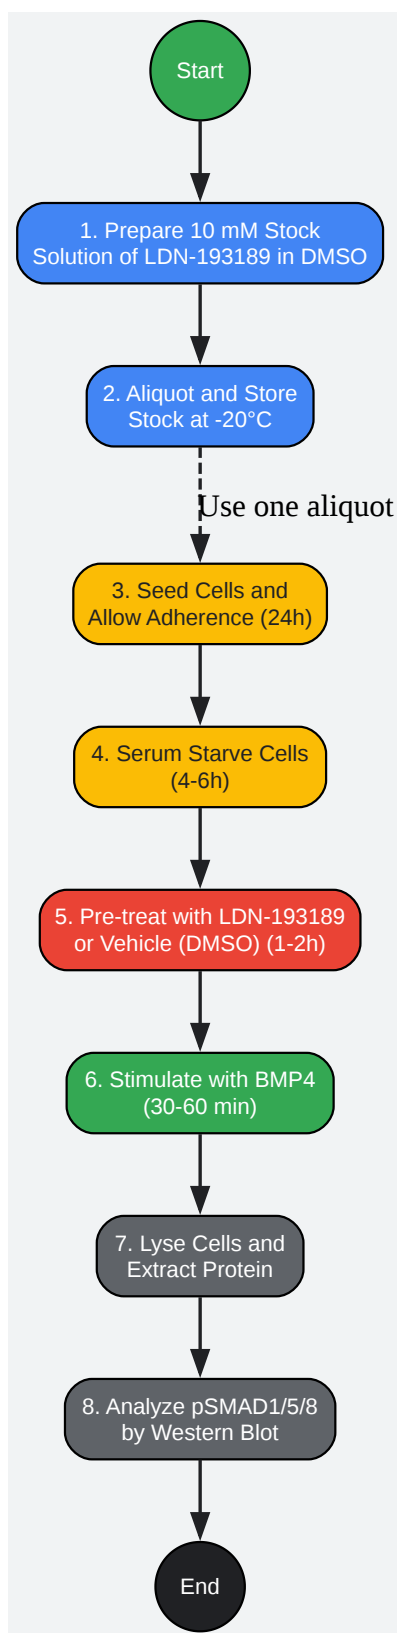 Start
1. Prepare 10 mM Stock
Solution of LDN-193189 in DMSO
2. Aliquot and Store
Stock at -20°C
Use one aliquot
3. Seed Cells and
Allow Adherence (24h)
4. Serum Starve Cells
(4-6h)
5. Pre-treat with LDN-193189
or Vehicle (DMSO) (1-2h)
6. Stimulate with BMP4
(30-60 min)
7. Lyse Cells and
Extract Protein
8. Analyze pSMAD1/5/8
by Western Blot
End